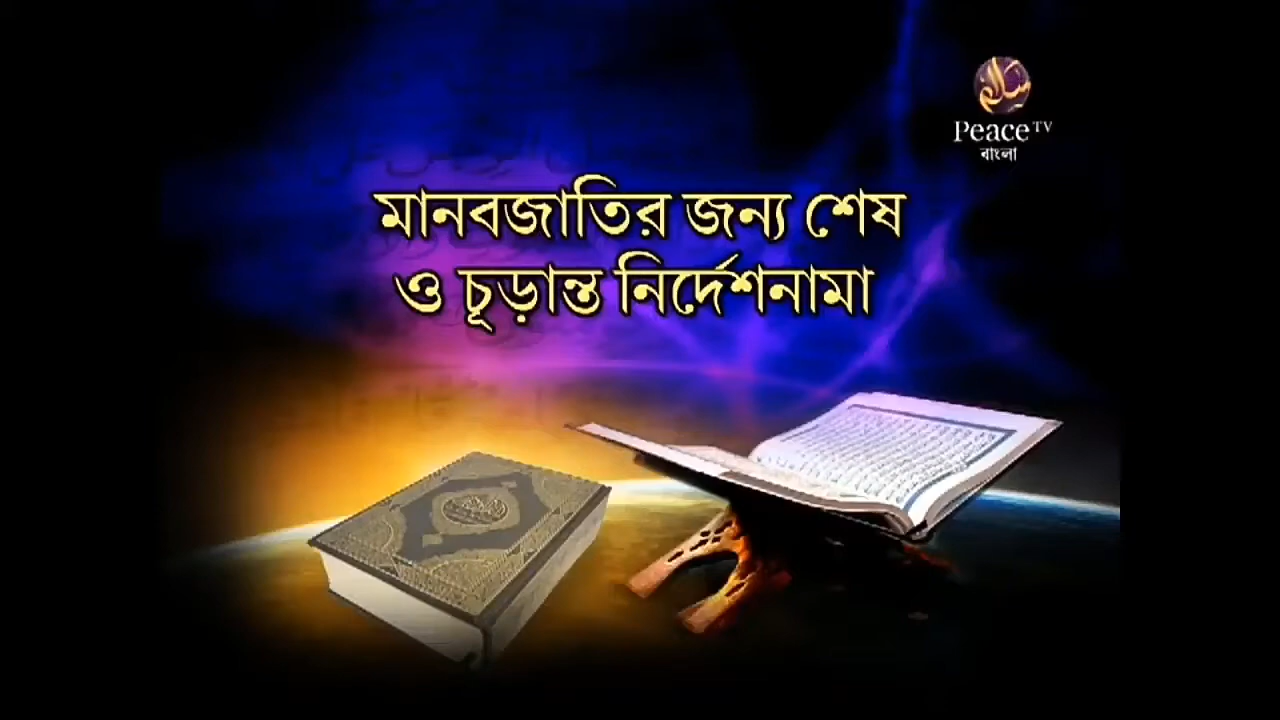 Peace TV
বাংলা
মানবজাতির জন্য শেষ
ও চূড়ান্ত নির্দেশনামা